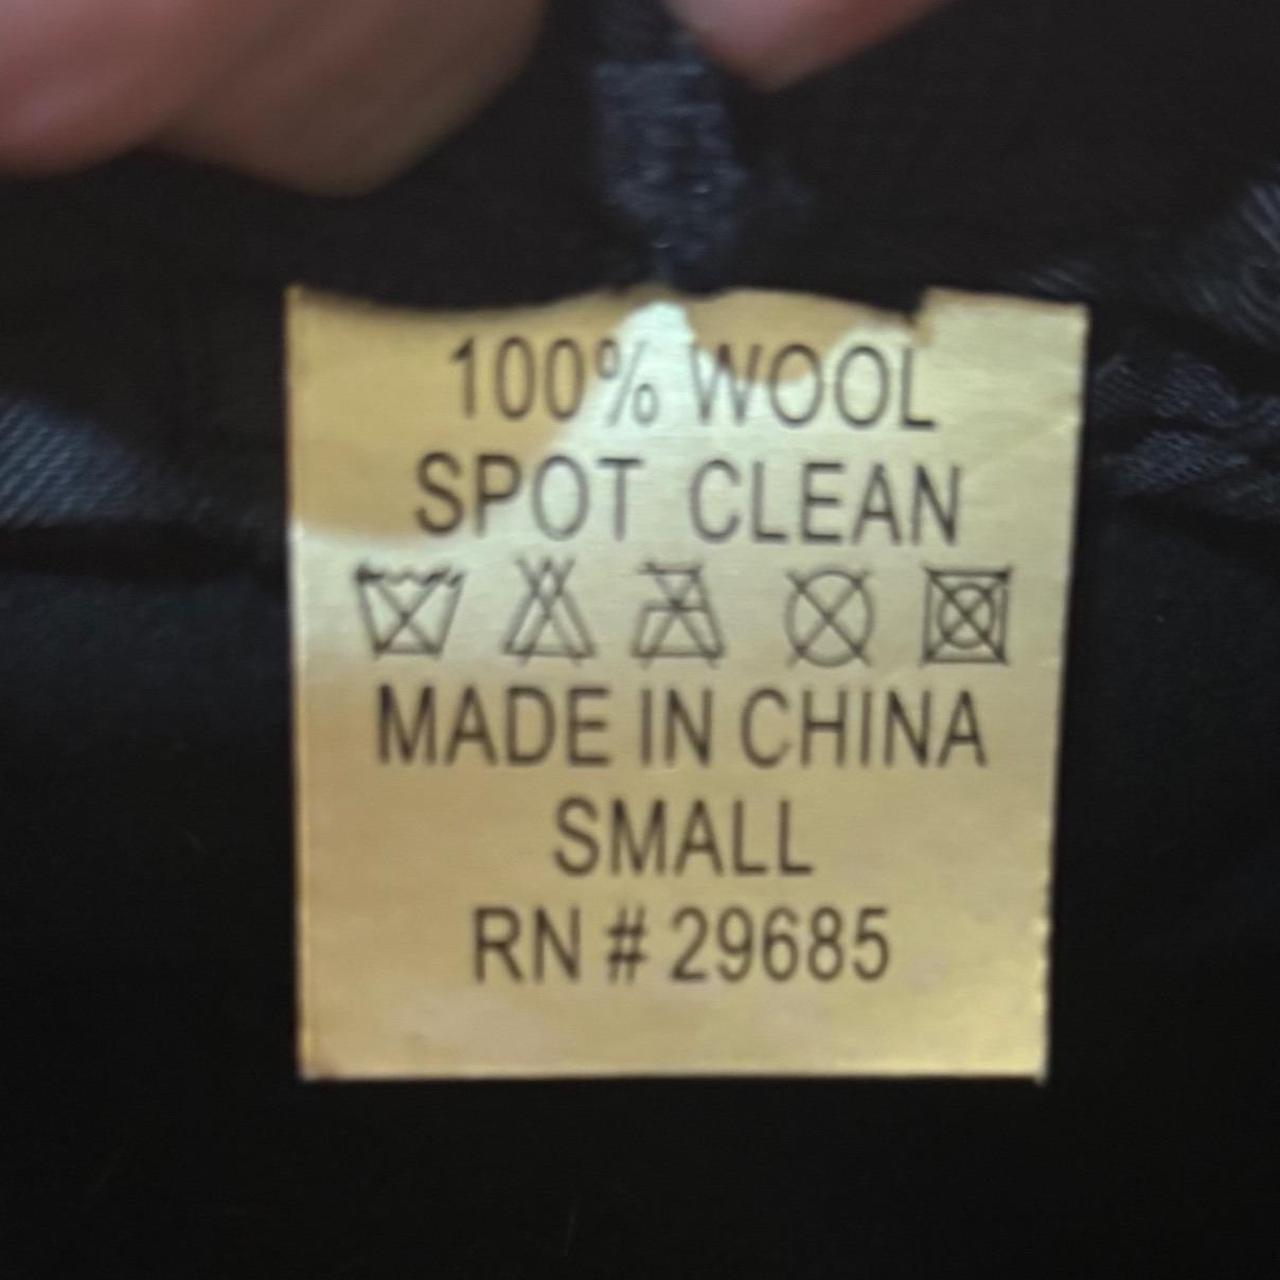 100% WOOL
SPOT CLEAN
MADE IN CHINA
SMALL
RN # 29685